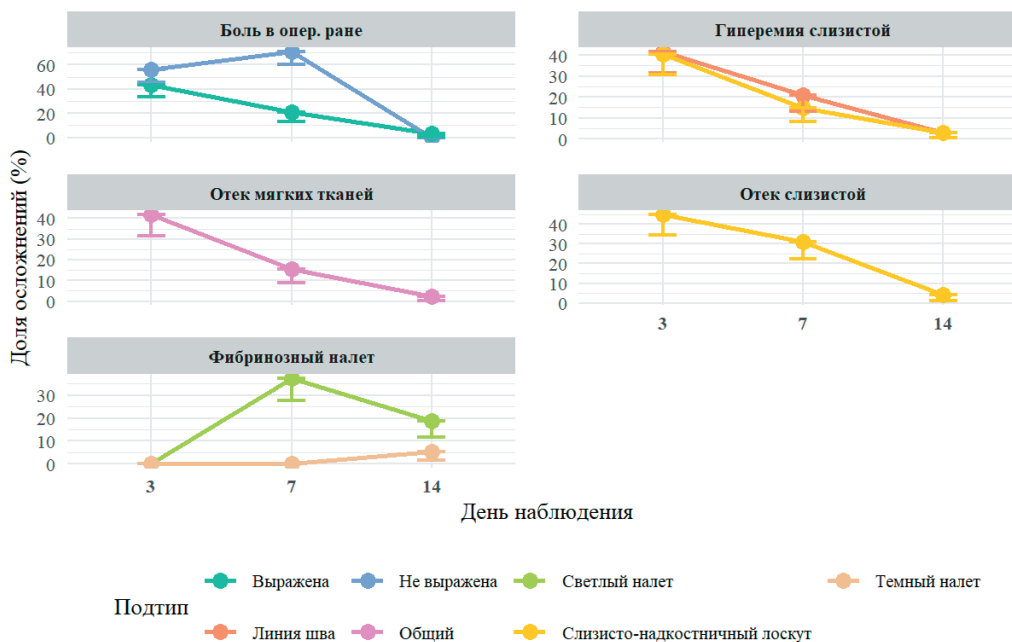 Боль в опер. ране
Гиперемия слизистой
60
40
20
0
40
30
20
10
0
Отек мягких тканей
Отек слизистой
40
30
20
10
0
40
30
20
10
0
3 7 14
Фибринозный налет
30
20
10
0
3 7 14
Доля осложнений (%)
День наблюдения
Подтип
Выражена Не выражена Светлый налет Темный налет
Линия шва Общий Слизисто-надкостничный лоскут